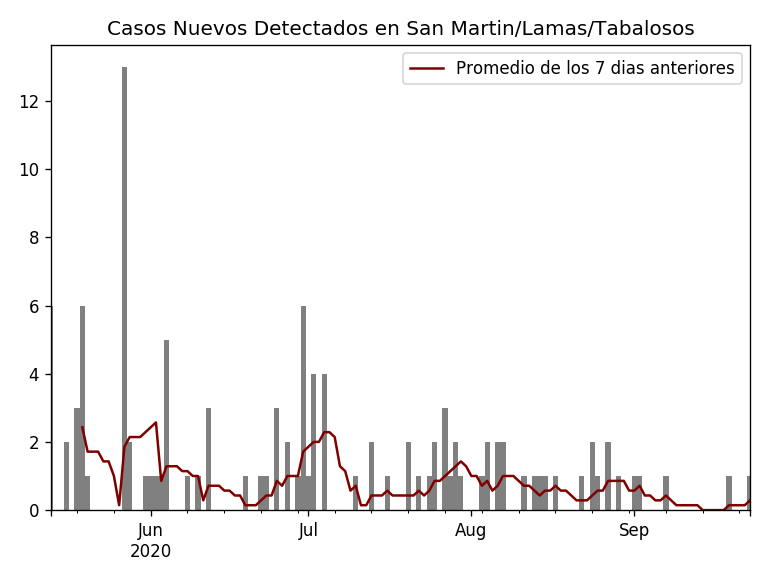 Casos Nuevos Detectados en San Martin/Lamas/Tabalosos
Promedio de los 7 dias anteriores
12
10
8
6
4
2
0
Jun
2020
Jul
Aug
Sep